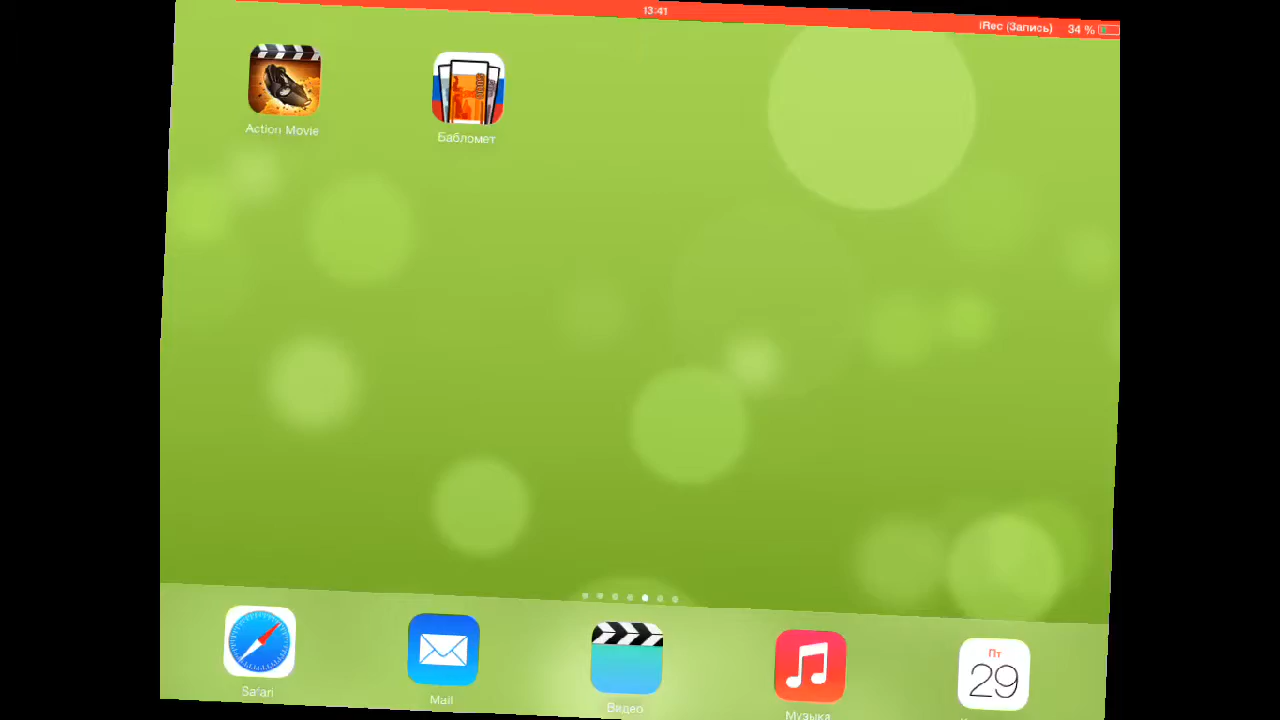 13:41
iRec (Запись) 34 %
Action Movie
Бабломет
Safari
Mail
Видео
Музыка
Пт
29